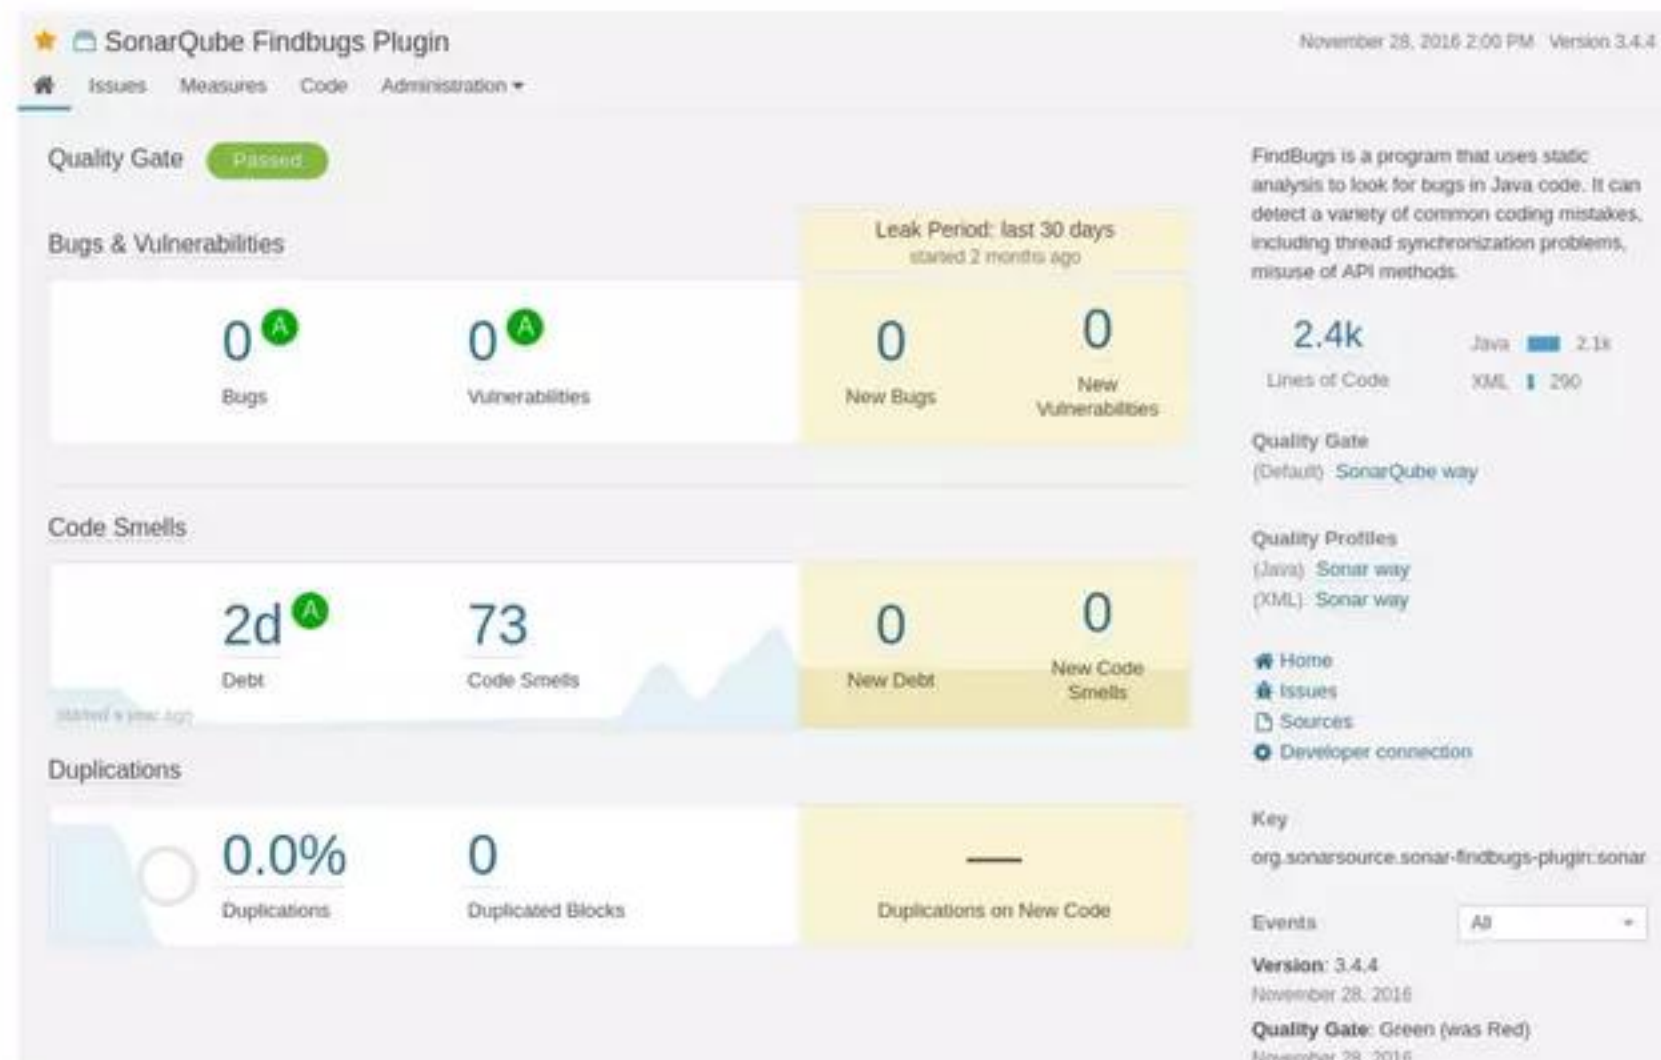 SonarQube Findbugs Plugin
November 28, 2016 2:00 PM Version 3.4.4
Issues Measures Code Administration
Quality Gate Passed
Bugs & Vulnerabilities
Leak Period: last 30 days
started 2 months ago
0 A
Bugs
0 A
Vulnerabilities
0
New Bugs
0
New
Vulnerabilities
Code Smells
2d A
Debt
73
Code Smells
started a year ago
0
New Debt
0
New Code
Smells
Duplications
0.0%
Duplications
0
Duplicated Blocks
—
Duplications on New Code
FindBugs is a program that uses static
analysis to look for bugs in Java code. It can
detect a variety of common coding mistakes,
including thread synchronization problems,
misuse of API methods.
2.4k
Lines of Code
Java 2.1k
XML 290
Quality Gate
(Default) SonarQube way
Quality Profiles
(Java) Sonar way
(XML) Sonar way
Home
Issues
Sources
Developer connection
Key
org.sonarsource.sonar-findbugs-plugin:sonar
Events All
Version: 3.4.4
November 28, 2016
Quality Gate: Green (was Red)
November 28, 2016